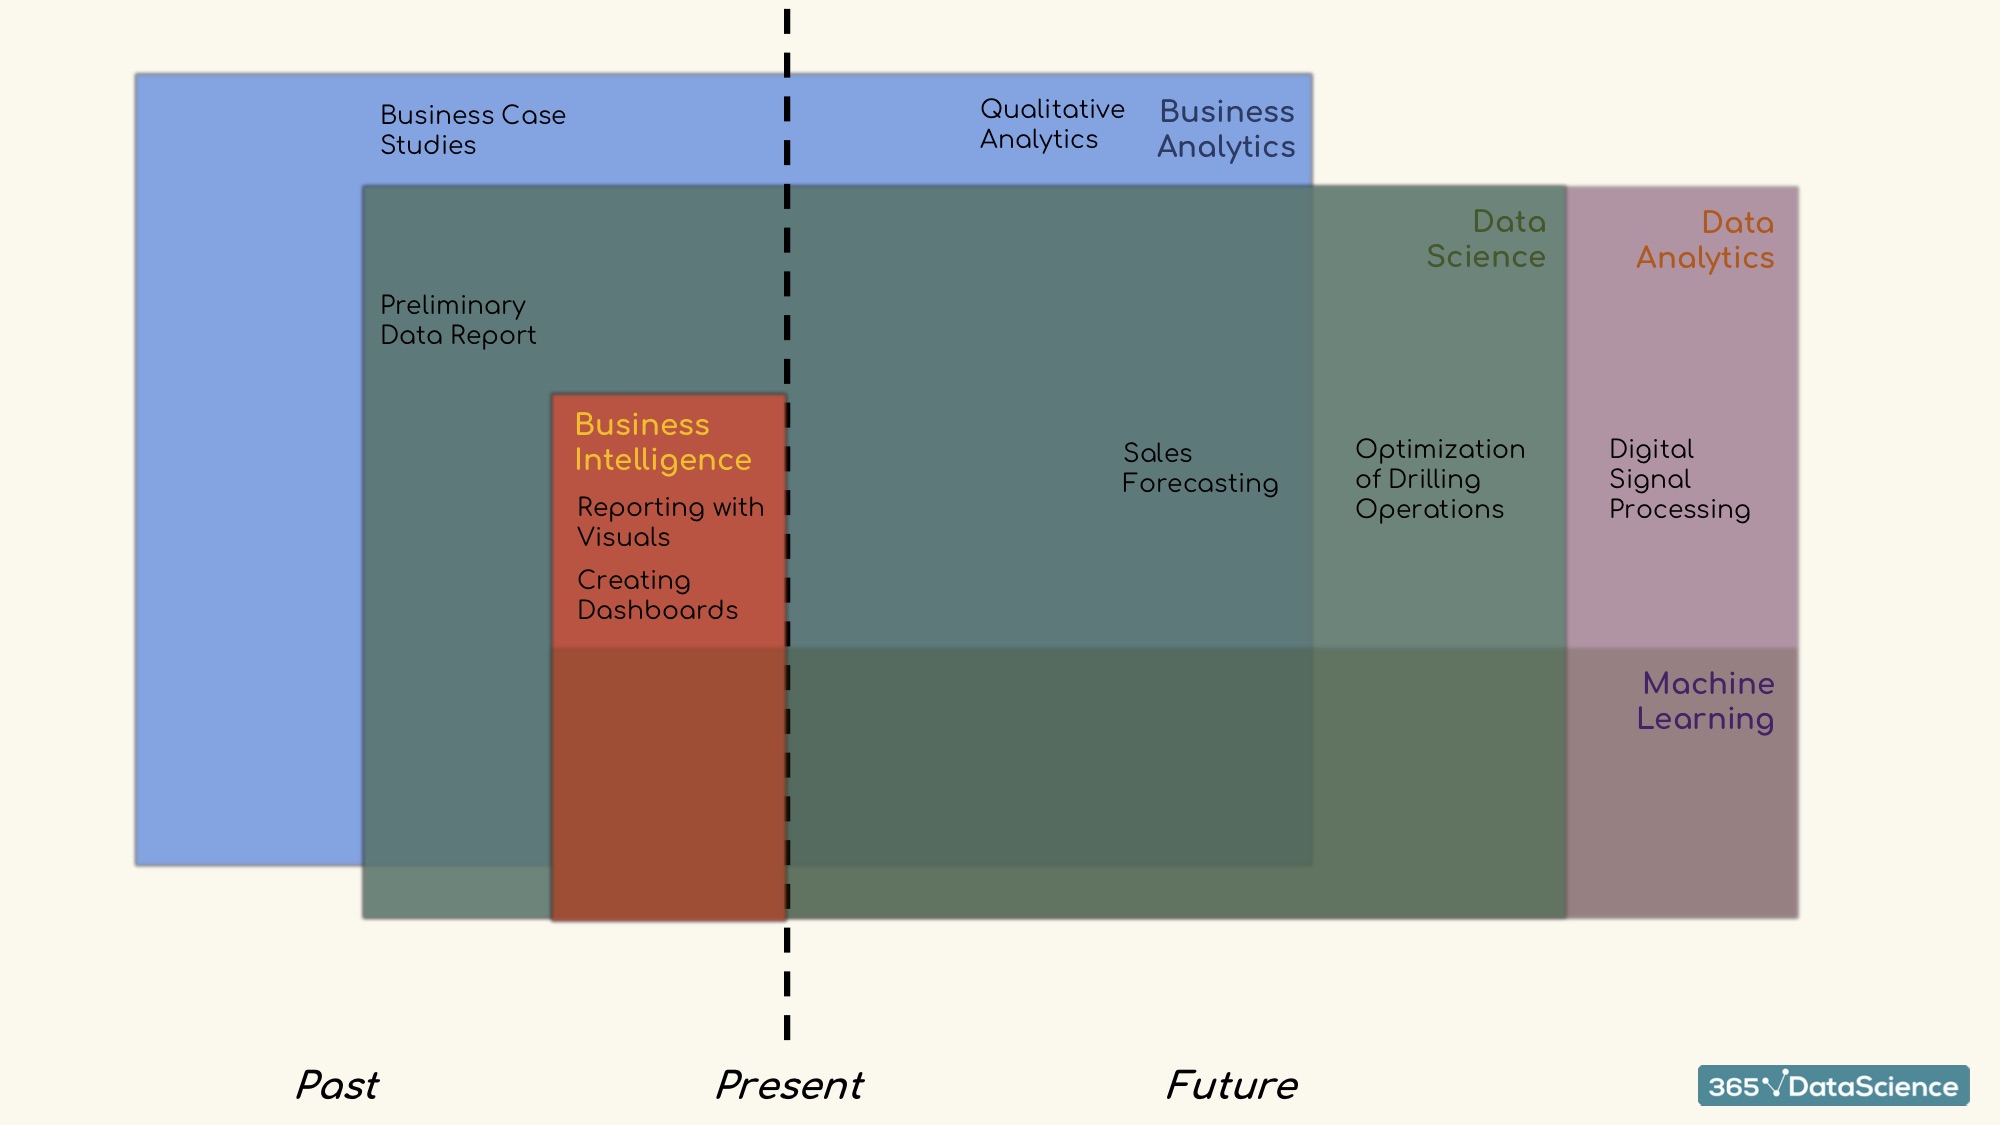 Business Case
Studies
Qualitative
Analytics
Business
Analytics
Data
Science
Data
Analytics
Preliminary
Data Report
Business
Intelligence
Reporting with
Visuals
Creating
Dashboards
Sales
Forecasting
Optimization
of Drilling
Operations
Digital
Signal
Processing
Machine
Learning
Past
Present
Future
365 DataScience